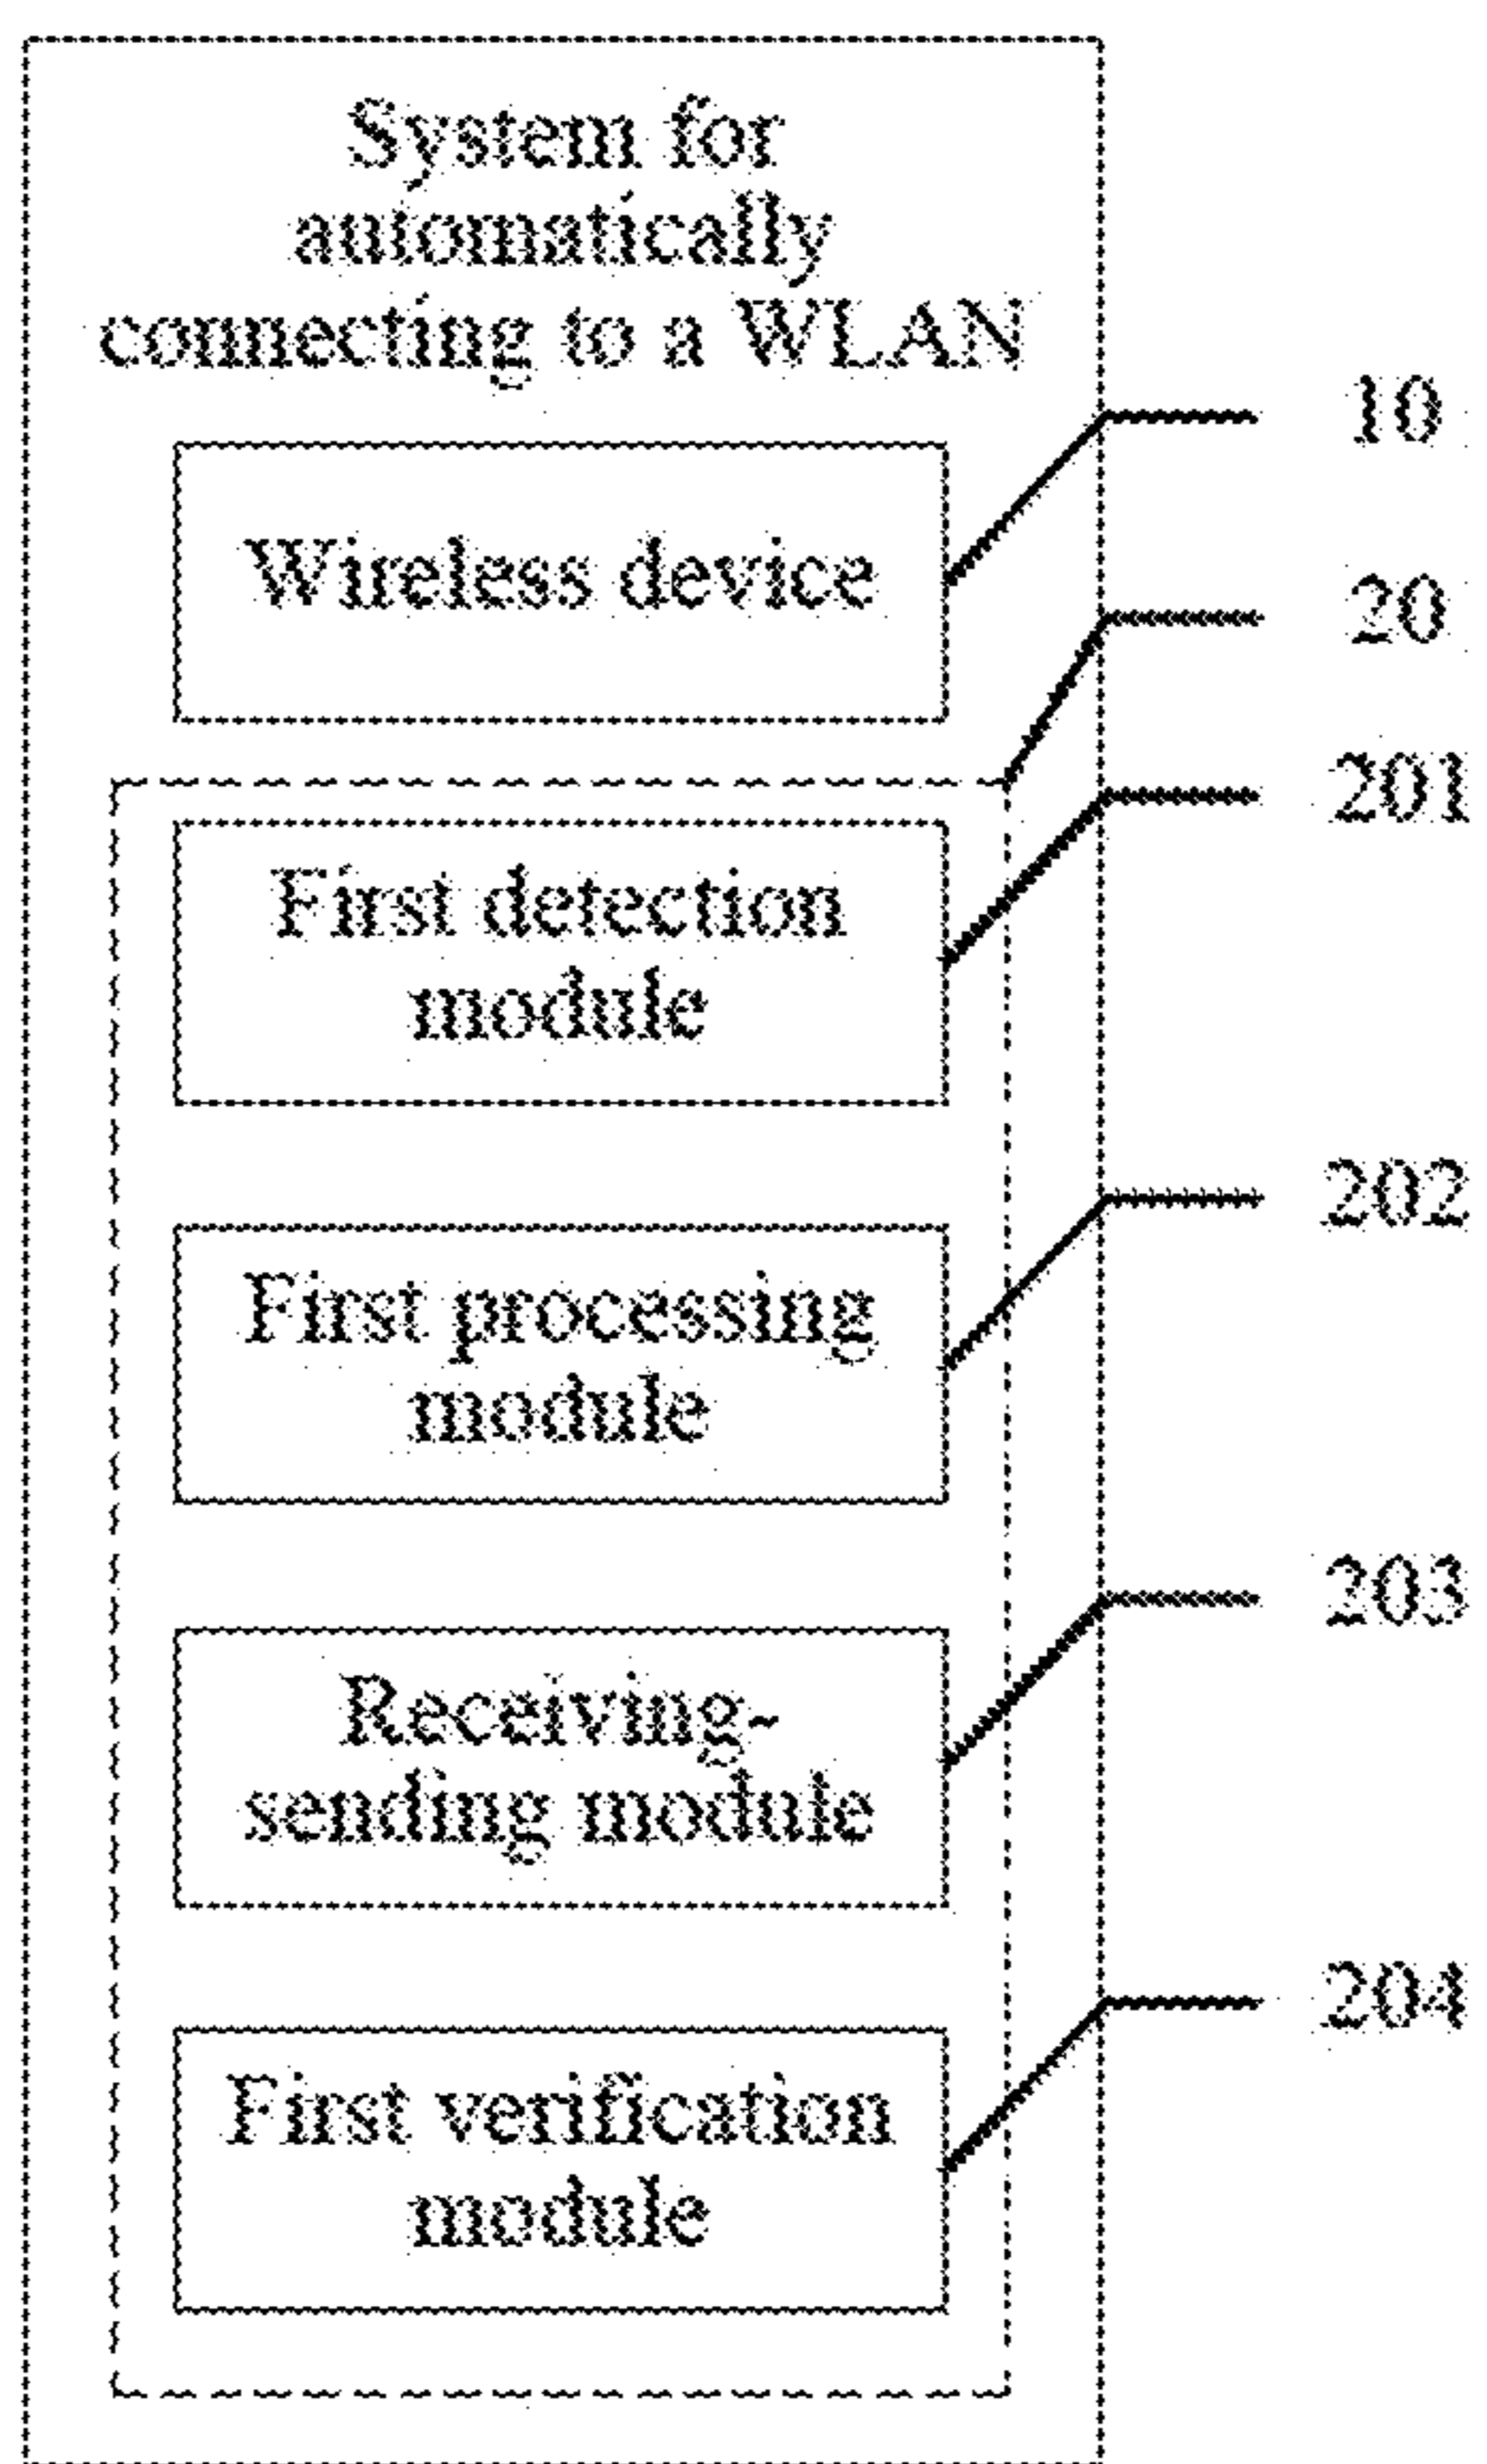 System for
automatically
connecting to a WLAN
10
Wireless device
20
201
First detection
module
202
First processing
module
203
Receiving-
sending module
204
First verification
module